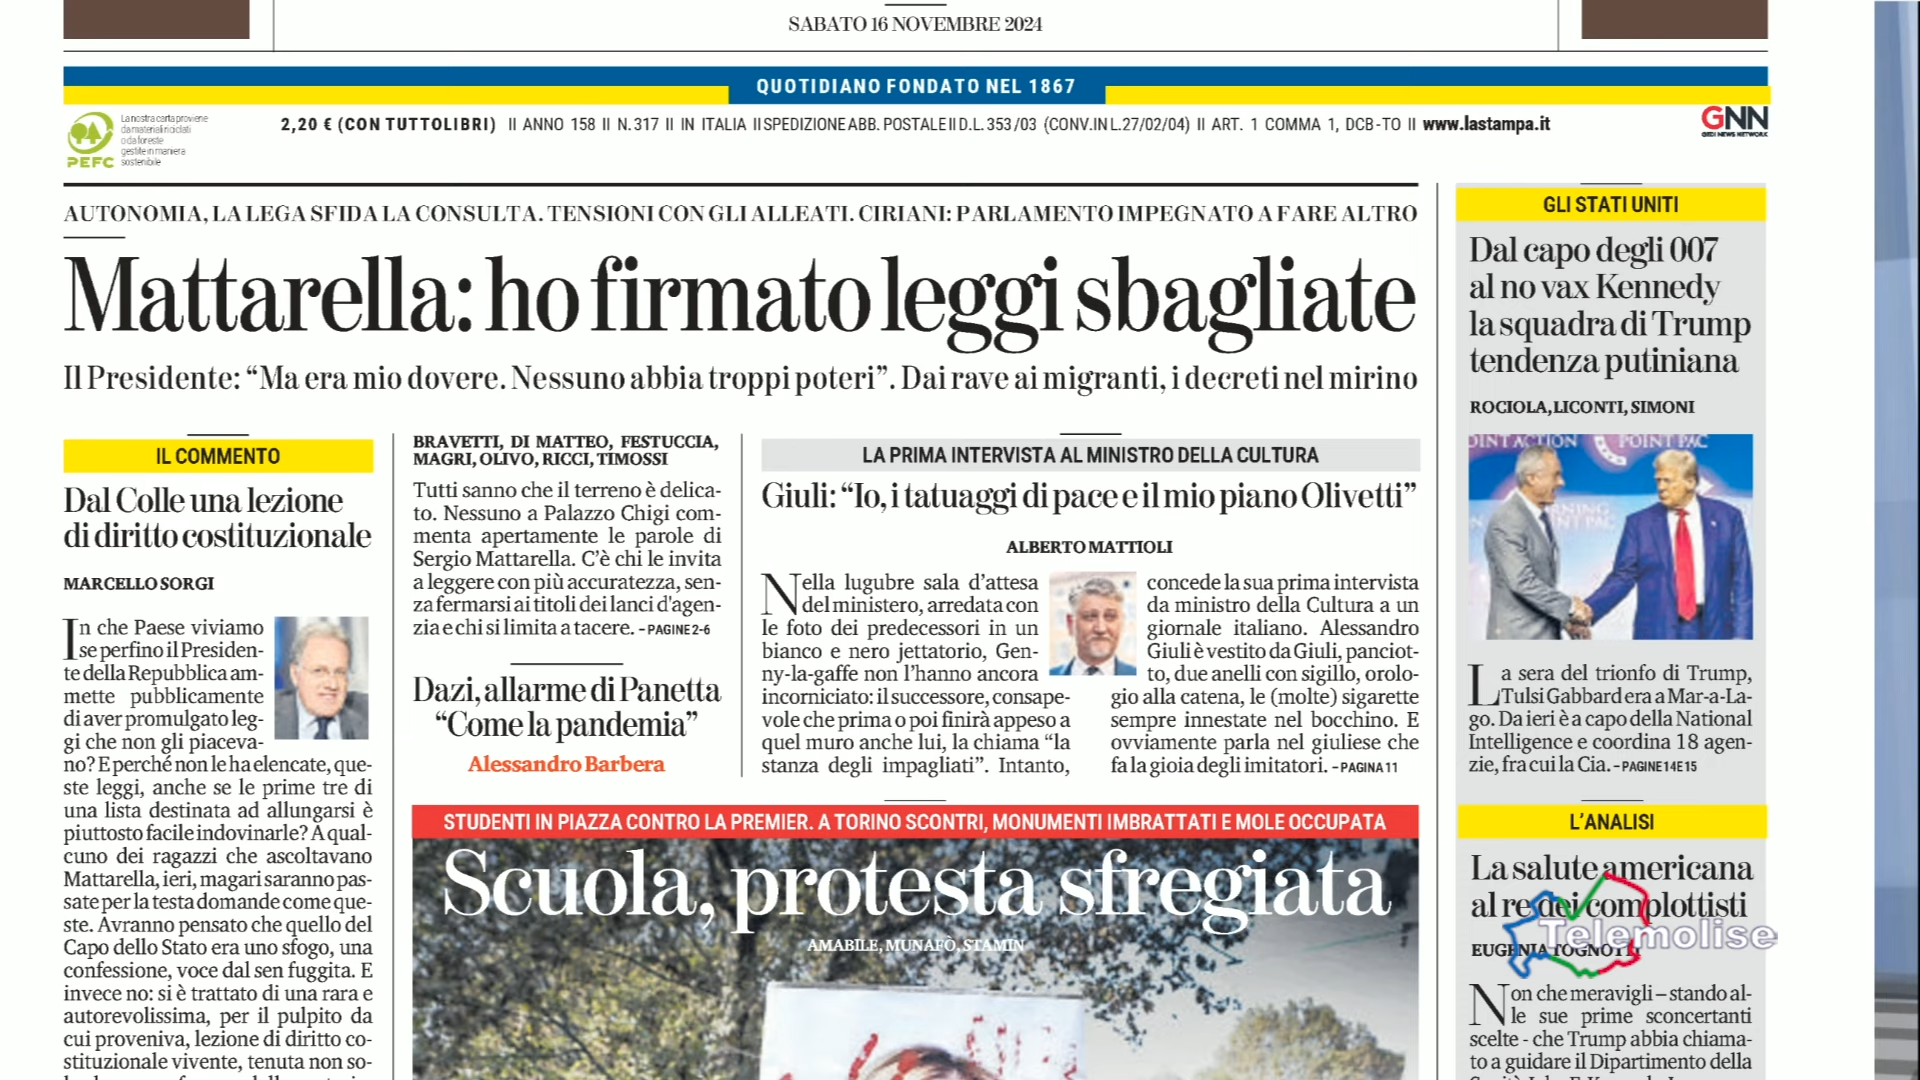 SABATO 16 NOVEMBRE 2024
QUOTIDIANO FONDATO NEL 1867
PEFC
La nostra carta proviene
da materiali riciclati
o da foreste
gestite in maniera
sostenibile
2,20 € (CON TUTTOLIBRI) II ANNO 158 II N.317 II IN ITALIA II SPEDIZIONE ABB. POSTALE II D.L. 353/03 (CONV.IN L.27/02/04) II ART. 1 COMMA 1, DCB-TO II www.lastampa.it
GNN
GEDI NEWS NETWORK
AUTONOMIA, LA LEGA SFIDA LA CONSULTA. TENSIONI CON GLI ALLEATI. CIRIANI: PARLAMENTO IMPEGNATO A FARE ALTRO
Mattarella: ho firmato leggi sbagliate
Il Presidente: “Ma era mio dovere. Nessuno abbia troppi poteri”. Dai rave ai migranti, i decreti nel mirino
IL COMMENTO
Dal Colle una lezione
di diritto costituzionale
MARCELLO SORGI
In che Paese viviamo
se perfino il Presiden-
te della Repubblica am-
mette pubblicamente
di aver promulgato leg-
gi che non gli piaceva-
no? E perché non le ha elencate, que-
ste leggi, anche se le prime tre di
una lista destinata ad allungarsi è
piuttosto facile indovinarle? A qual-
cuno dei ragazzi che ascoltavano
Mattarella, ieri, magari saranno pas-
sate per la testa domande come que-
ste. Avranno pensato che quello del
Capo dello Stato era uno sfogo, una
confessione, voce dal sen fuggita. E
invece no: si è trattato di una rara e
autorevolissima, per il pulpito da
cui proveniva, lezione di diritto co-
stituzionale vivente, tenuta non so-
BRAVETTI, DI MATTEO, FESTUCCIA,
MAGRI, OLIVO, RICCI, TIMOSSI
Tutti sanno che il terreno è delica-
to. Nessuno a Palazzo Chigi com-
menta apertamente le parole di
Sergio Mattarella. C’è chi le invita
a leggere con più accuratezza, sen-
za fermarsi ai titoli dei lanci d'agen-
zia e chi si limita a tacere. – PAGINE 2-6
Dazi, allarme di Panetta
“Come la pandemia”
Alessandro Barbera
LA PRIMA INTERVISTA AL MINISTRO DELLA CULTURA
Giuli: “Io, i tatuaggi di pace e il mio piano Olivetti”
ALBERTO MATTIOLI
Nella lugubre sala d’attesa
del ministero, arredata con
le foto dei predecessori in un
bianco e nero jettatorio, Gen-
ny-la-gaffe non l’hanno ancora
incorniciato: il successore, consape-
vole che prima o poi finirà appeso a
quel muro anche lui, la chiama “la
stanza degli impagliati”. Intanto,
concede la sua prima intervista
da ministro della Cultura a un
giornale italiano. Alessandro
Giuli è vestito da Giuli, panciot-
to, due anelli con sigillo, orolo-
gio alla catena, le (molte) sigarette
sempre innestate nel bocchino. E
ovviamente parla nel giuliese che
fa la gioia degli imitatori. – PAGINA 11
STUDENTI IN PIAZZA CONTRO LA PREMIER. A TORINO SCONTRI, MONUMENTI IMBRATTATI E MOLE OCCUPATA
Scuola, protesta sfregiata
AMABILE, MUNAFÒ, STAMIN
GLI STATI UNITI
Dal capo degli 007
al no vax Kennedy
la squadra di Trump
tendenza putiniana
ROCIOLA, LICONTI, SIMONI
POINT ACTION
POINT PAC
La sera del trionfo di Trump,
Tulsi Gabbard era a Mar-a-La-
go. Da ieri è a capo della National
Intelligence e coordina 18 agen-
zie, fra cui la Cia. – PAGINE 14 E 15
L’ANALISI
La salute americana
al re dei complottisti
EUGENIA TOGNOTTI
Telemolise
Non che meravigli – stando al-
le sue prime sconcertanti
scelte - che Trump abbia chiama-
to a guidare il Dipartimento della